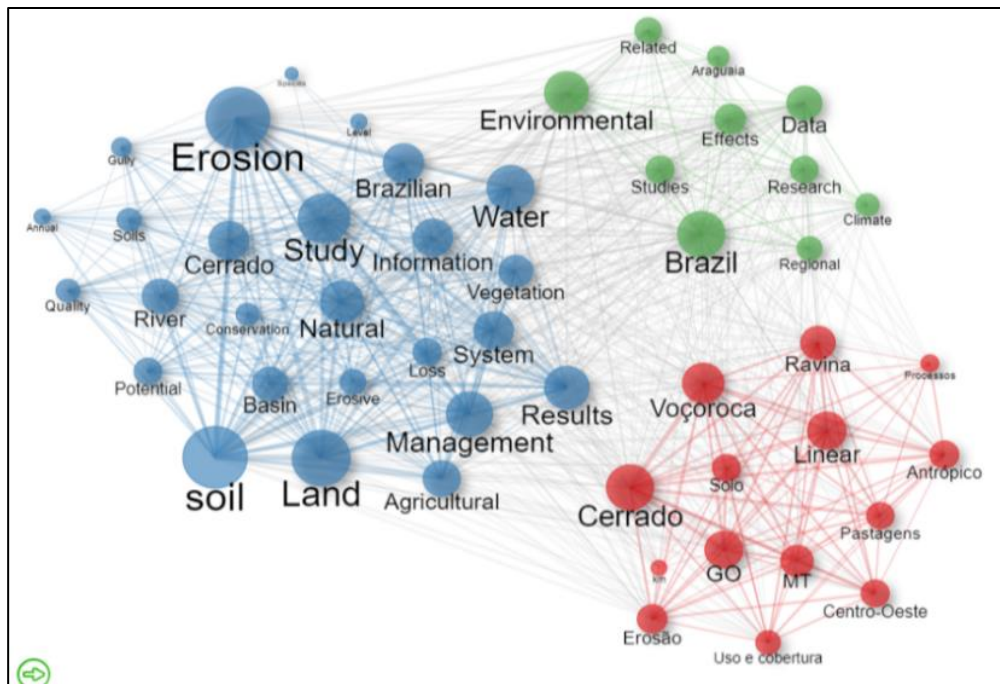 Related
Araguaia
Species
Environmental
Data
Level
Effects
Erosion
Gully
Brazilian
Studies
Research
Water
Climate
Annual
Soils
Study
Cerrado
Information
Brazil
Regional
Vegetation
Quality
River
Conservation
Natural
System
Loss
Ravina
Processos
Potential
Basin
Erosive
Results
Voçoroca
Management
Linear
Antrópico
soil
Land
Agricultural
Solo
Cerrado
Pastagens
GO
MT
Centro-Oeste
Erosão
Uso e cobertura